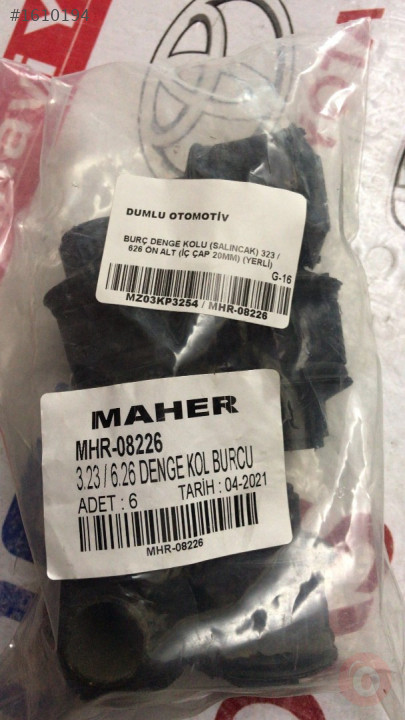 #2610194
DUMLU OTOMOTİV
BURÇ DENGE KOLU (SALINCAK) 323 /
626 ÖN ALT (İÇ ÇAP 20MM) (YERLİ)
G-16
MZ03KP3254 / MHR-08226
MAHER
MHR-08226
3.23 / 6.26 DENGE KOL BURCU
ADET : 6 TARİH : 04-2021
MHR-08226